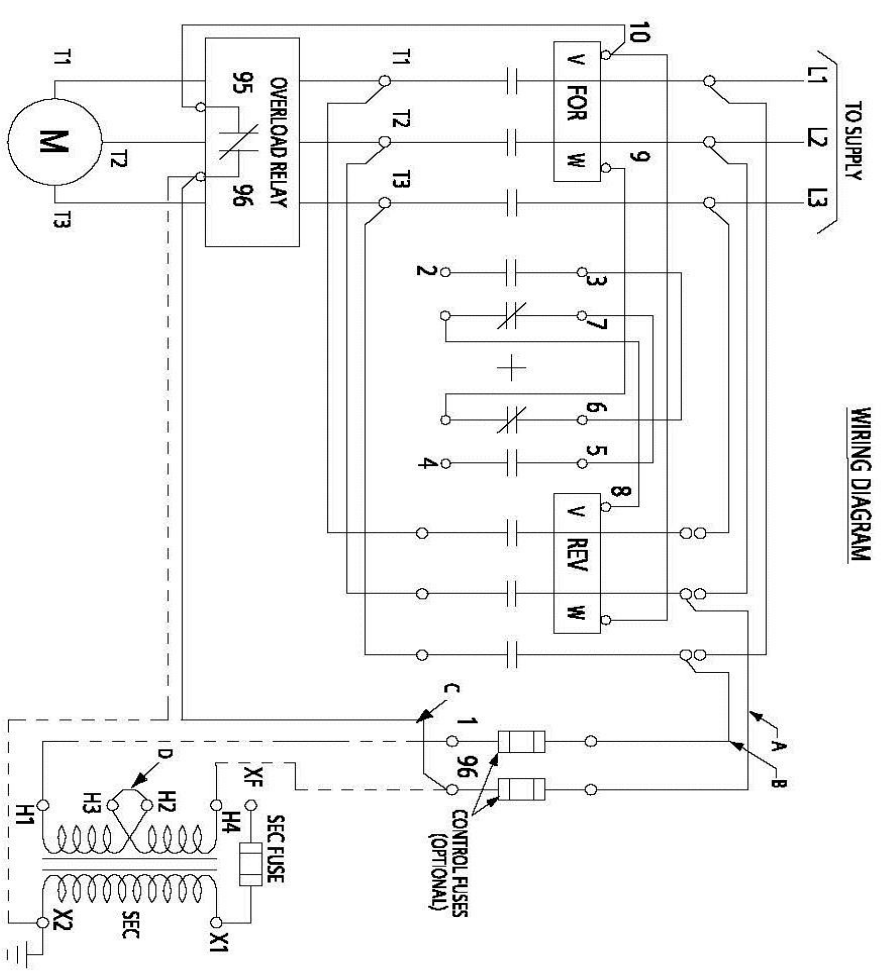 WIRING DIAGRAM
TO SUPPLY
L1
L2
L3
10
V FOR W
9
T1
T2
T3
OVERLOAD RELAY
95
96
T1
T2
T3
M
2
3
7
6
4
5
8
V REV W
A
B
C
1
96
CONTROL FUSES
(OPTIONAL)
D
H1
H3
H2
H4
XF
SEC FUSE
X2
SEC
X1